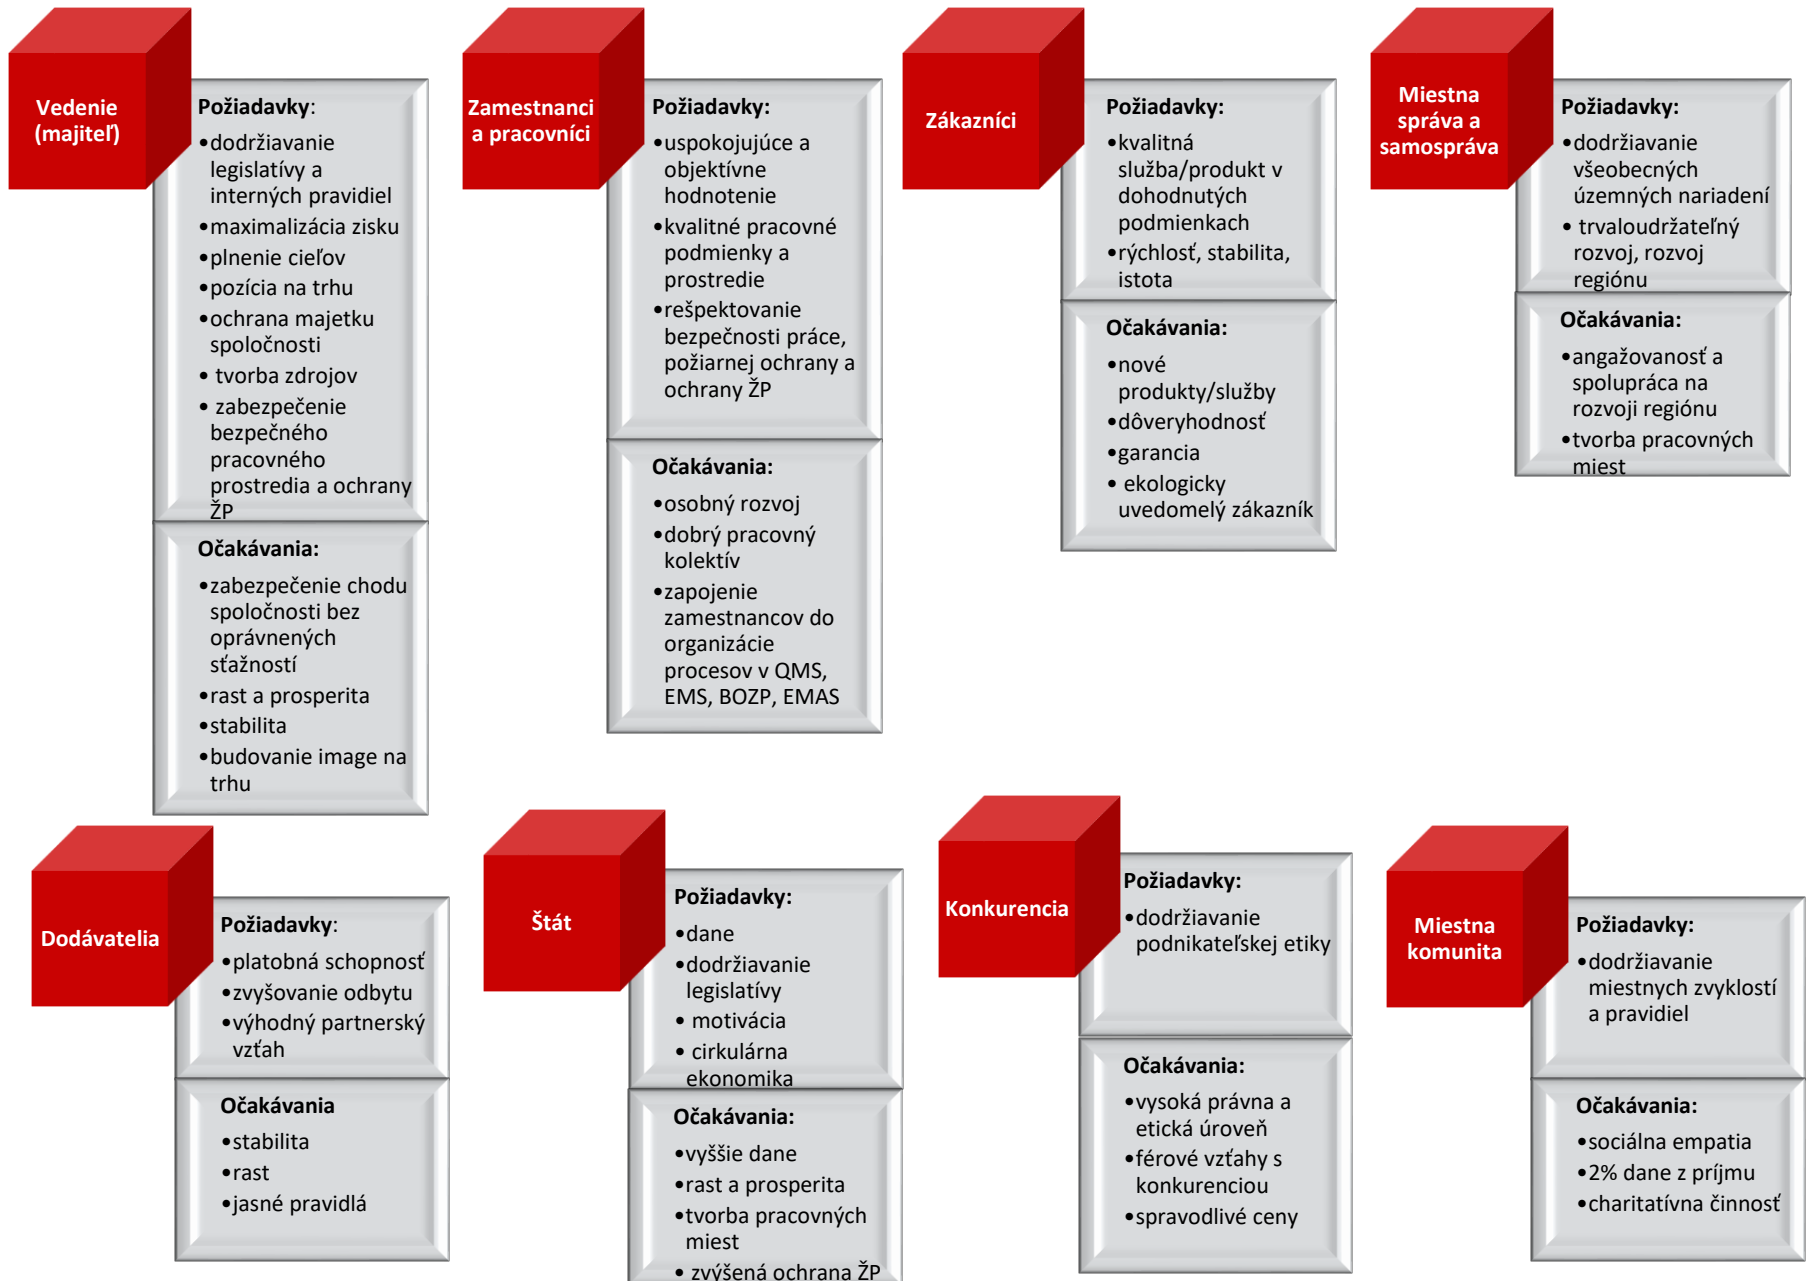 Vedenie
(majiteľ)
Požiadavky:
•dodržiavanie
legislatívy a
interných pravidiel
•maximalizácia zisku
•plnenie cieľov
•pozícia na trhu
•ochrana majetku
spoločnosti
• tvorba zdrojov
• zabezpečenie
bezpečného
pracovného
prostredia a ochrany
ŽP
Očakávania:
•zabezpečenie chodu
spoločnosti bez
oprávnených
sťažností
•rast a prosperita
•stabilita
•budovanie image na
trhu
Zamestnanci
a pracovníci
Požiadavky:
•uspokojujúce a
objektívne
hodnotenie
•kvalitné pracovné
podmienky a
prostredie
•rešpektovanie
bezpečnosti práce,
požiarnej ochrany a
ochrany ŽP
Očakávania:
•osobný rozvoj
•dobrý pracovný
kolektív
•zapojenie
zamestnancov do
organizácie
procesov v QMS,
EMS, BOZP, EMAS
Zákazníci
Požiadavky:
•kvalitná
služba/produkt v
dohodnutých
podmienkach
•rýchlosť, stabilita,
istota
Očakávania:
•nové
produkty/služby
•dôveryhodnosť
•garancia
• ekologicky
uvedomelý zákazník
Miestna
správa a
samospráva
Požiadavky:
•dodržiavanie
všeobecných
územných nariadení
• trvaloudržateľný
rozvoj, rozvoj
regiónu
Očakávania:
•angažovanosť a
spolupráca na
rozvoji regiónu
•tvorba pracovných
miest
Dodávatelia
Požiadavky:
•platobná schopnosť
•zvyšovanie odbytu
•výhodný partnerský
vzťah
Očakávania
•stabilita
•rast
•jasné pravidlá
Štát
Požiadavky:
•dane
•dodržiavanie
legislatívy
• motivácia
• cirkulárna
ekonomika
Očakávania:
•vyššie dane
•rast a prosperita
•tvorba pracovných
miest
• zvýšená ochrana ŽP
Konkurencia
Požiadavky:
•dodržiavanie
podnikateľskej etiky
Očakávania:
•vysoká právna a
etická úroveň
•férové vzťahy s
konkurenciou
•spravodlivé ceny
Miestna
komunita
Požiadavky:
•dodržiavanie
miestnych zvyklostí
a pravidiel
Očakávania:
•sociálna empatia
•2% dane z príjmu
•charitatívna činnosť